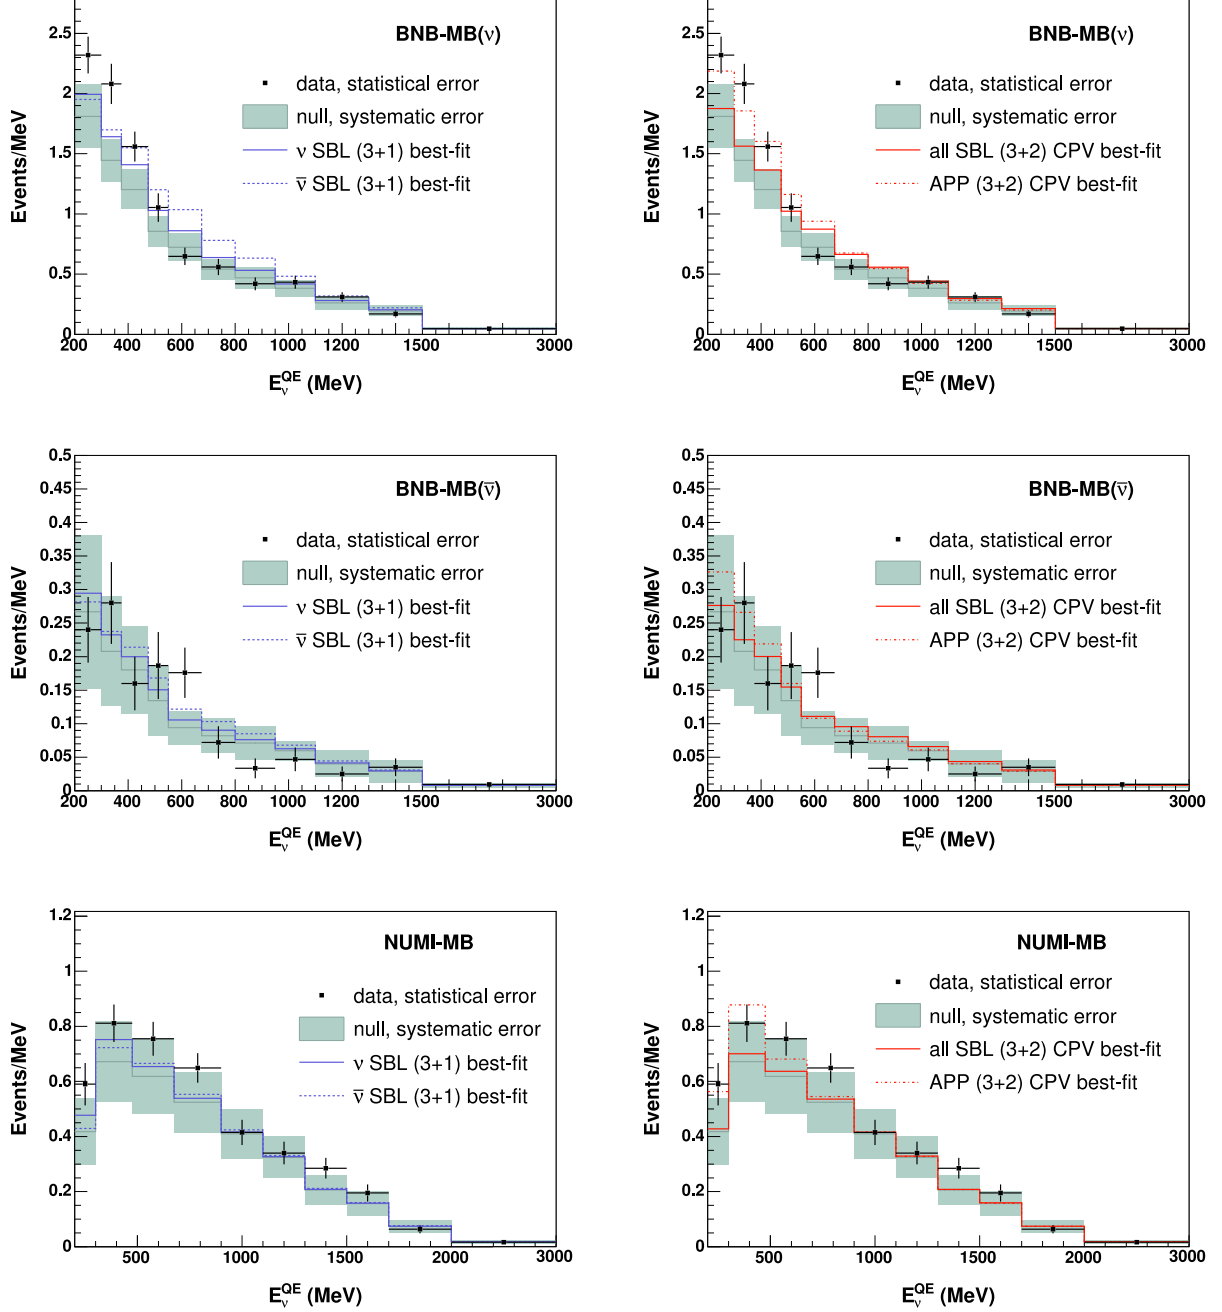 2.5
2
1.5
1
0.5
0
Events/MeV
BNB-MB(ν)
data, statistical error
null, systematic error
ν SBL (3+1) best-fit
ν̅ SBL (3+1) best-fit
200 400 600 800 1000 1200 1500 3000
E_ν^QE (MeV)
2.5
2
1.5
1
0.5
0
Events/MeV
BNB-MB(ν)
data, statistical error
null, systematic error
all SBL (3+2) CPV best-fit
APP (3+2) CPV best-fit
200 400 600 800 1000 1200 1500 3000
E_ν^QE (MeV)
0.5
0.45
0.4
0.35
0.3
0.25
0.2
0.15
0.1
0.05
0
Events/MeV
BNB-MB(ν̅)
data, statistical error
null, systematic error
ν SBL (3+1) best-fit
ν̅ SBL (3+1) best-fit
200 400 600 800 1000 1200 1500 3000
E_ν^QE (MeV)
0.5
0.45
0.4
0.35
0.3
0.25
0.2
0.15
0.1
0.05
0
Events/MeV
BNB-MB(ν̅)
data, statistical error
null, systematic error
all SBL (3+2) CPV best-fit
APP (3+2) CPV best-fit
200 400 600 800 1000 1200 1500 3000
E_ν^QE (MeV)
1.2
1
0.8
0.6
0.4
0.2
0
Events/MeV
NUMI-MB
data, statistical error
null, systematic error
ν SBL (3+1) best-fit
ν̅ SBL (3+1) best-fit
500 1000 1500 2000 3000
E_ν^QE (MeV)
1.2
1
0.8
0.6
0.4
0.2
0
Events/MeV
NUMI-MB
data, statistical error
null, systematic error
all SBL (3+2) CPV best-fit
APP (3+2) CPV best-fit
500 1000 1500 2000 3000
E_ν^QE (MeV)